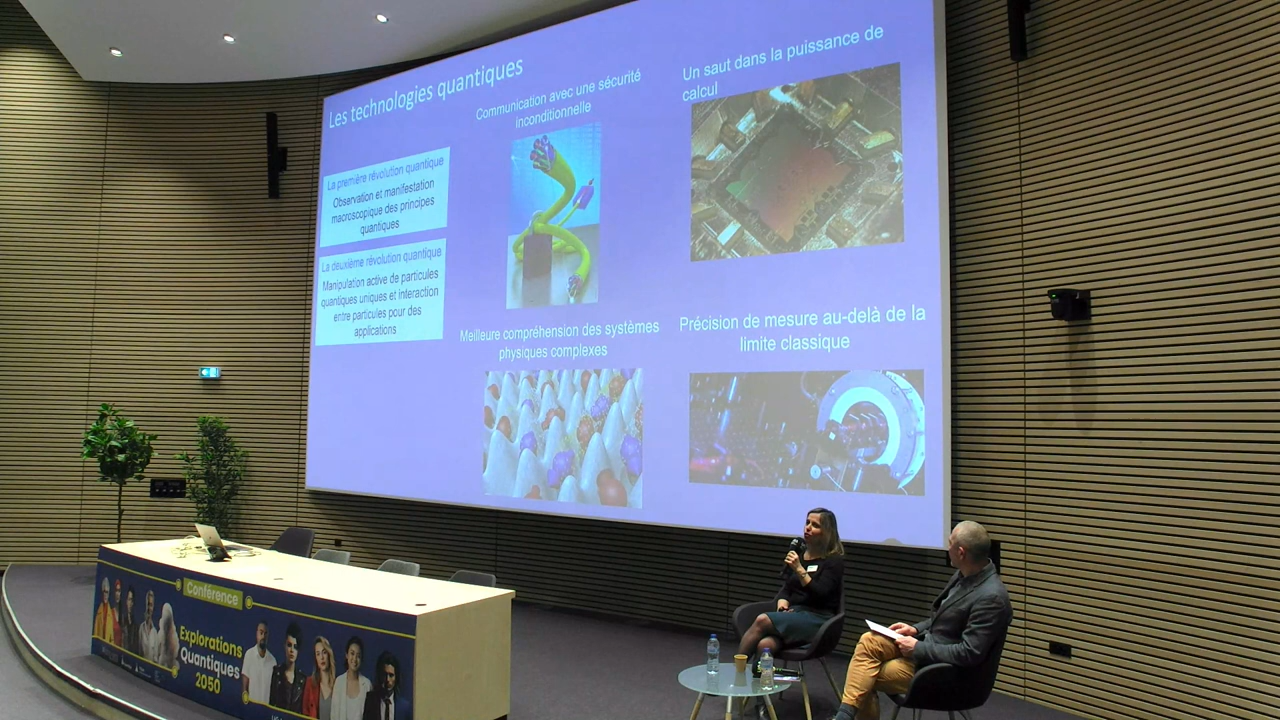 Les technologies quantiques
La première révolution quantique
Observation et manifestation
macroscopique des principes
quantiques
La deuxième révolution quantique
Manipulation active de particules
quantiques uniques et interaction
entre particules pour des
applications
Communication avec une sécurité
inconditionnelle
Un saut dans la puissance de
calcul
Meilleure compréhension des systèmes
physiques complexes
Précision de mesure au-delà de la
limite classique
Conférence
Explorations
Quantiques
2050